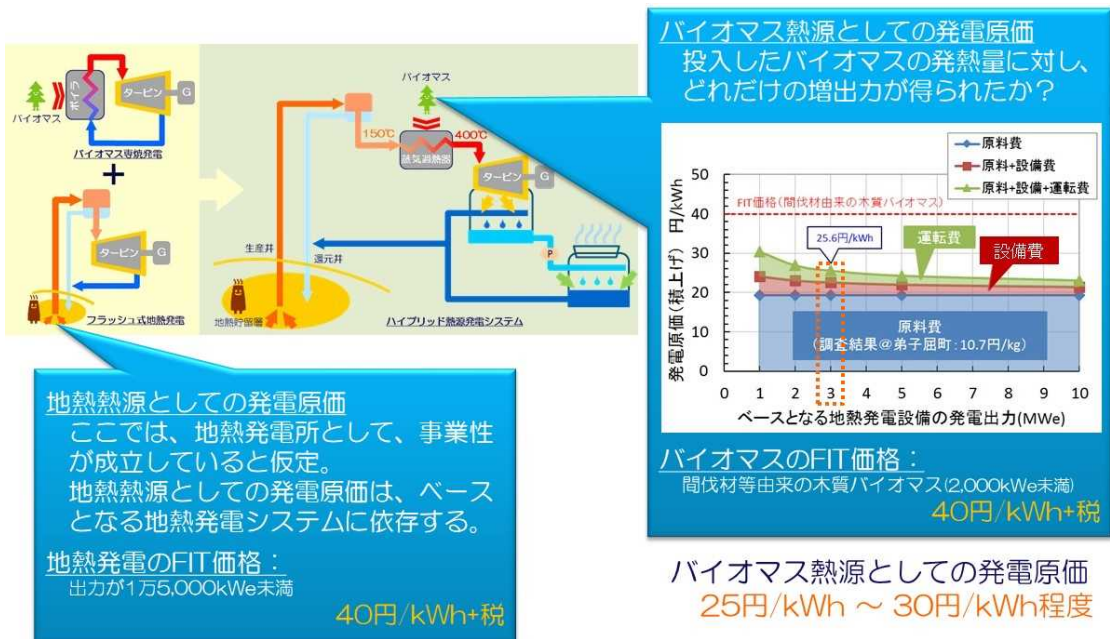 バイオマス
ボイラ
タービン
G
バイオマス専焼発電
+
タービン
G
フラッシュ式地熱発電
バイオマス
150℃
400℃
蒸気過熱器
タービン
G
P
生産井
還元井
地熱貯留層
ハイブリッド熱源発電システム
地熱熱源としての発電原価
ここでは、地熱発電所として、事業性
が成立していると仮定。
地熱熱源としての発電原価は、ベース
となる地熱発電システムに依存する。
地熱発電のFIT価格：
出力が1万5,000kWe未満
40円/kWh+税
バイオマス熱源としての発電原価
投入したバイオマスの発熱量に対し、
どれだけの増出力が得られたか？
原料費
原料+設備費
原料+設備+運転費
発電原価(積上げ) 円/kWh
50
40
30
20
10
0
FIT価格(間伐材由来の木質バイオマス)
25.6円/kWh
運転費
設備費
原料費
(調査結果@弟子屈町：10.7円/kg)
0 1 2 3 4 5 6 7 8 9 10
ベースとなる地熱発電設備の発電出力(MWe)
バイオマスのFIT価格：
間伐材等由来の木質バイオマス(2,000kWe未満)
40円/kWh+税
バイオマス熱源としての発電原価
25円/kWh ～ 30円/kWh程度